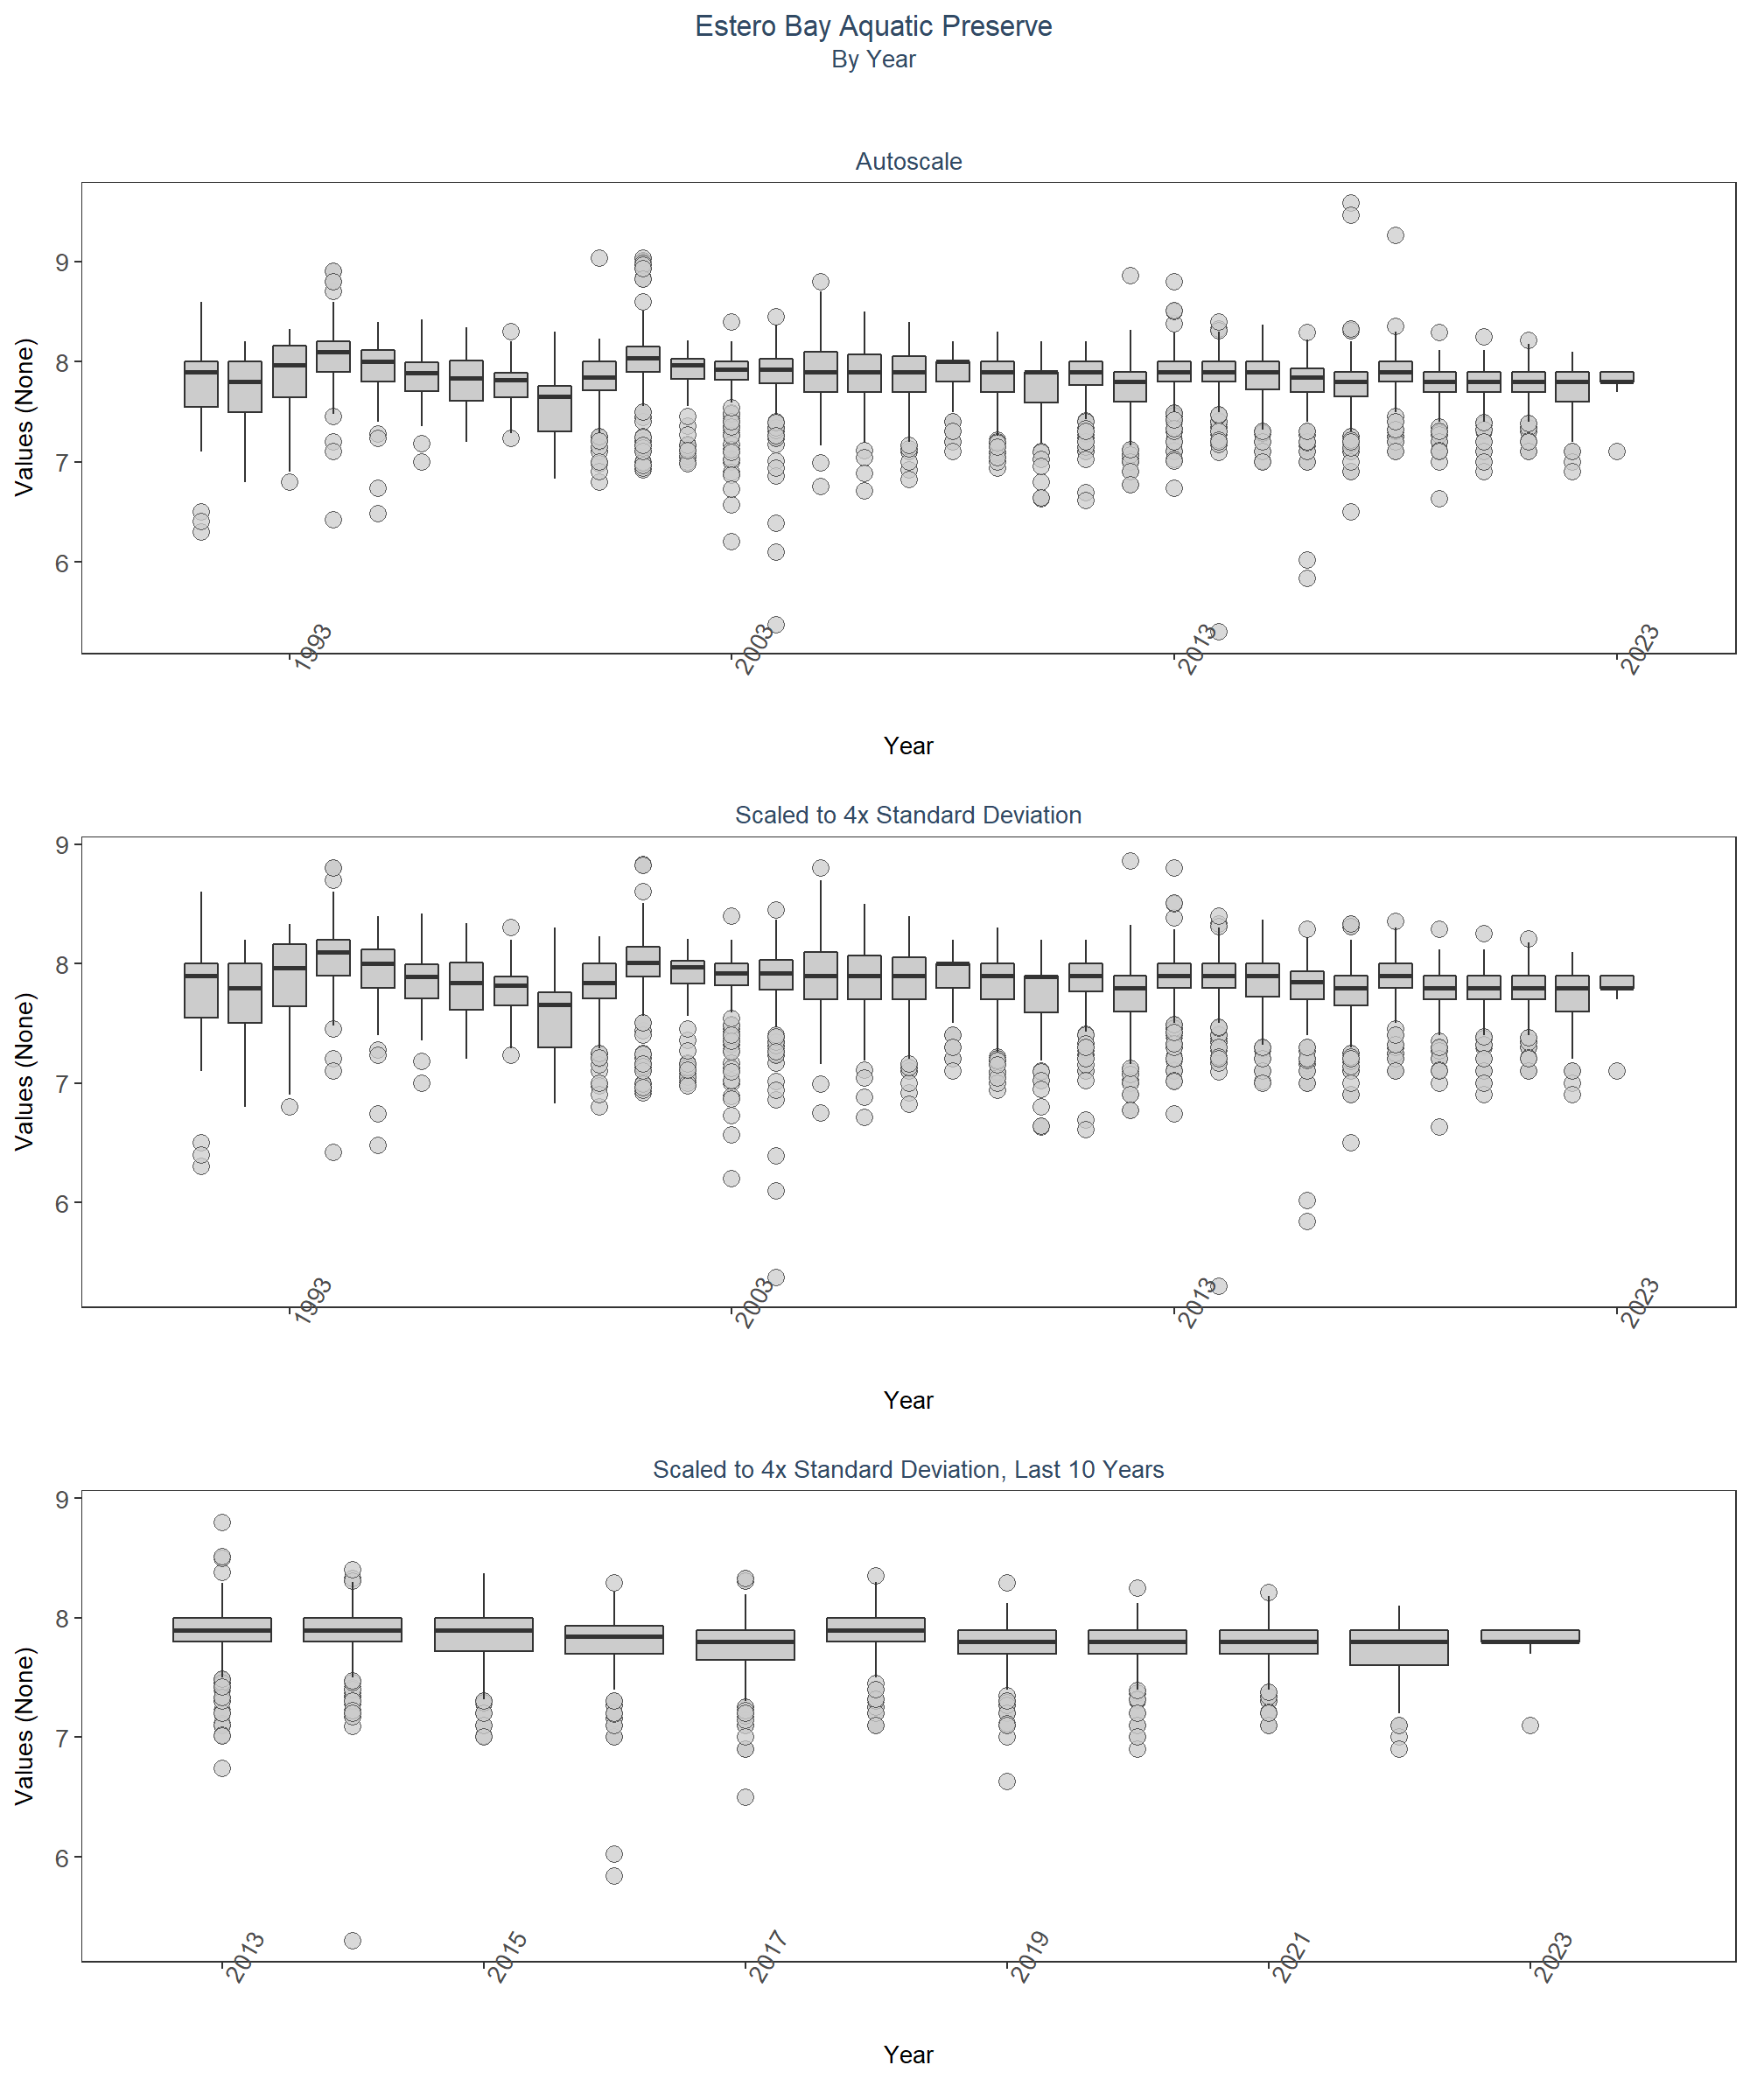 Estero Bay Aquatic Preserve
By Year
Autoscale
Values (None)
9
8
7
6
1993
2003
2013
2023
Year
Scaled to 4x Standard Deviation
Values (None)
9
8
7
6
1993
2003
2013
2023
Year
Scaled to 4x Standard Deviation, Last 10 Years
Values (None)
9
8
7
6
2013
2015
2017
2019
2021
2023
Year